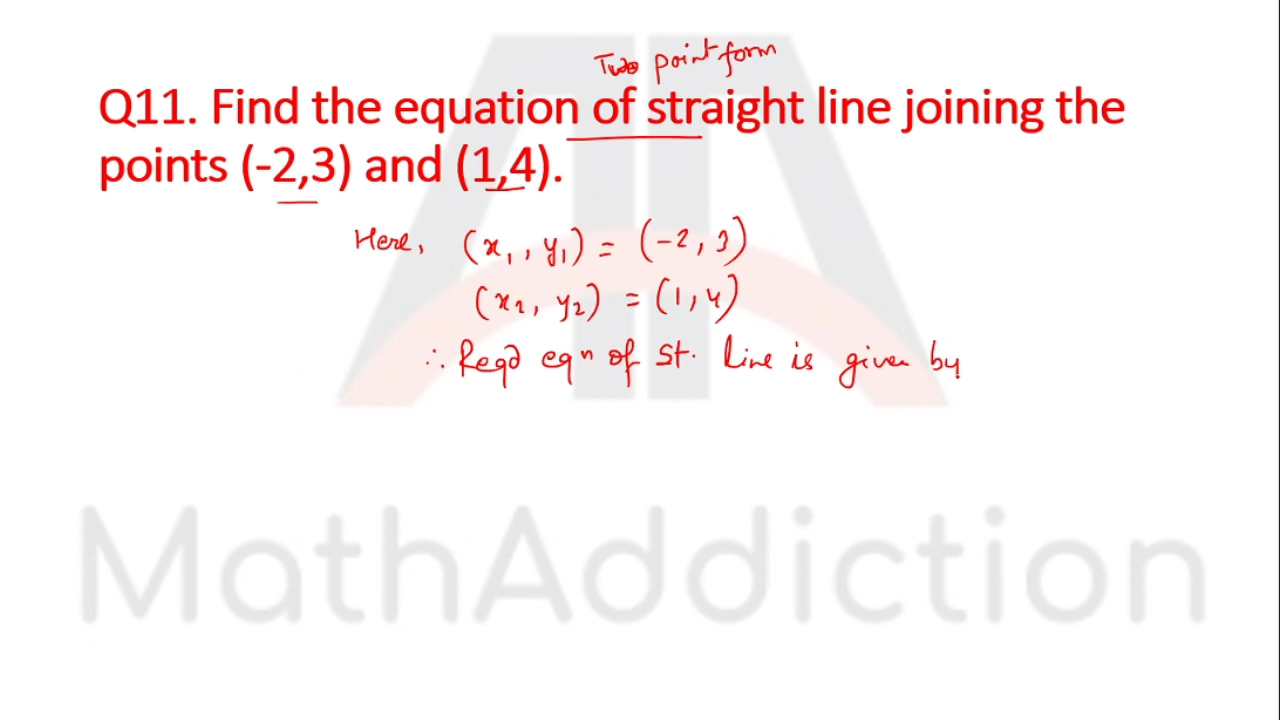 Two point form
Q11. Find the equation of straight line joining the
points (-2,3) and (1,4).
Here, (x₁, y₁) = (-2, 3)
(x₂, y₂) = (1, 4)
∴ Reqd eqⁿ of St. line is given by
MathAddiction